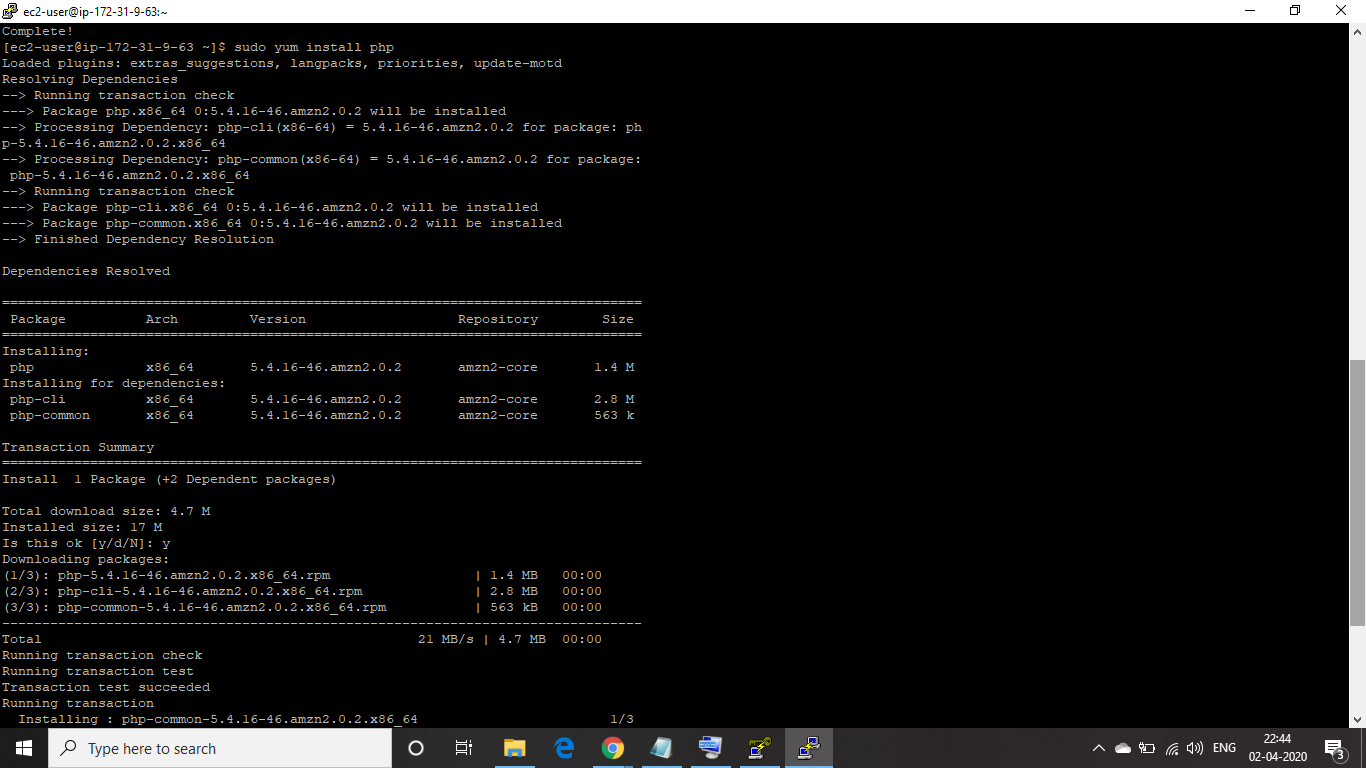 ec2-user@ip-172-31-9-63:~
Complete!
[ec2-user@ip-172-31-9-63 ~]$ sudo yum install php
Loaded plugins: extras_suggestions, langpacks, priorities, update-motd
Resolving Dependencies
--> Running transaction check
---> Package php.x86_64 0:5.4.16-46.amzn2.0.2 will be installed
--> Processing Dependency: php-cli(x86-64) = 5.4.16-46.amzn2.0.2 for package: ph
p-5.4.16-46.amzn2.0.2.x86_64
--> Processing Dependency: php-common(x86-64) = 5.4.16-46.amzn2.0.2 for package:
 php-5.4.16-46.amzn2.0.2.x86_64
--> Running transaction check
---> Package php-cli.x86_64 0:5.4.16-46.amzn2.0.2 will be installed
---> Package php-common.x86_64 0:5.4.16-46.amzn2.0.2 will be installed
--> Finished Dependency Resolution
Dependencies Resolved
================================================================================
 Package          Arch         Version                   Repository        Size
================================================================================
Installing:
 php              x86_64       5.4.16-46.amzn2.0.2       amzn2-core       1.4 M
Installing for dependencies:
 php-cli          x86_64       5.4.16-46.amzn2.0.2       amzn2-core       2.8 M
 php-common       x86_64       5.4.16-46.amzn2.0.2       amzn2-core       563 k
Transaction Summary
================================================================================
Install  1 Package (+2 Dependent packages)
Total download size: 4.7 M
Installed size: 17 M
Is this ok [y/d/N]: y
Downloading packages:
(1/3): php-5.4.16-46.amzn2.0.2.x86_64.rpm                  | 1.4 MB   00:00
(2/3): php-cli-5.4.16-46.amzn2.0.2.x86_64.rpm              | 2.8 MB   00:00
(3/3): php-common-5.4.16-46.amzn2.0.2.x86_64.rpm           | 563 kB   00:00
--------------------------------------------------------------------------------
Total                                               21 MB/s | 4.7 MB  00:00
Running transaction check
Running transaction test
Transaction test succeeded
Running transaction
  Installing : php-common-5.4.16-46.amzn2.0.2.x86_64                        1/3
Type here to search
ENG
22:44
02-04-2020
3